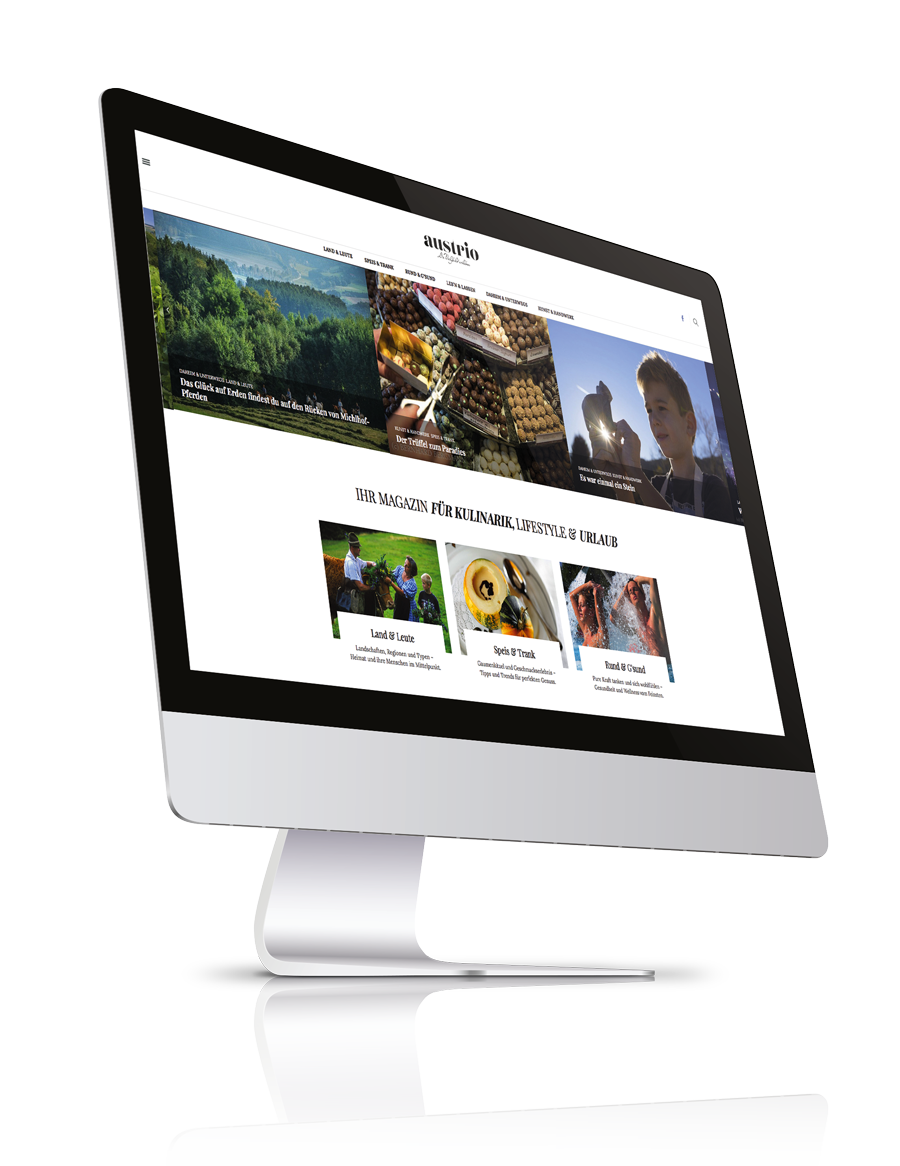 austrio
LAND & LEUTE
SPEIS & TRANK
RUND & G'SUND
LEB'N & LASSEN
DAHEIM & UNTERWEGS
KUNST & HANDWERK
DAHEIM & UNTERWEGS LAND & LEUTE
Das Glück auf Erden findest du auf den Rücken von Michlhof-
Pferden
KUNST & HANDWERK SPEIS & TRANK
Der Trüffel zum Paradies
DAHEIM & UNTERWEGS KUNST & HANDWERK
Es war einmal ein Stein
IHR MAGAZIN FÜR KULINARIK, LIFESTYLE & URLAUB
Land & Leute
Landschaften, Regionen und Typen –
Heimat und ihre Menschen im Mittelpunkt.
Speis & Trank
Gaumenkitzel und Geschmackserlebnis –
Tipps und Trends für perfekten Genuss.
Rund & G'sund
Pure Kraft tanken und sich wohlfühlen –
Gesundheit und Wellness vom Feinsten.